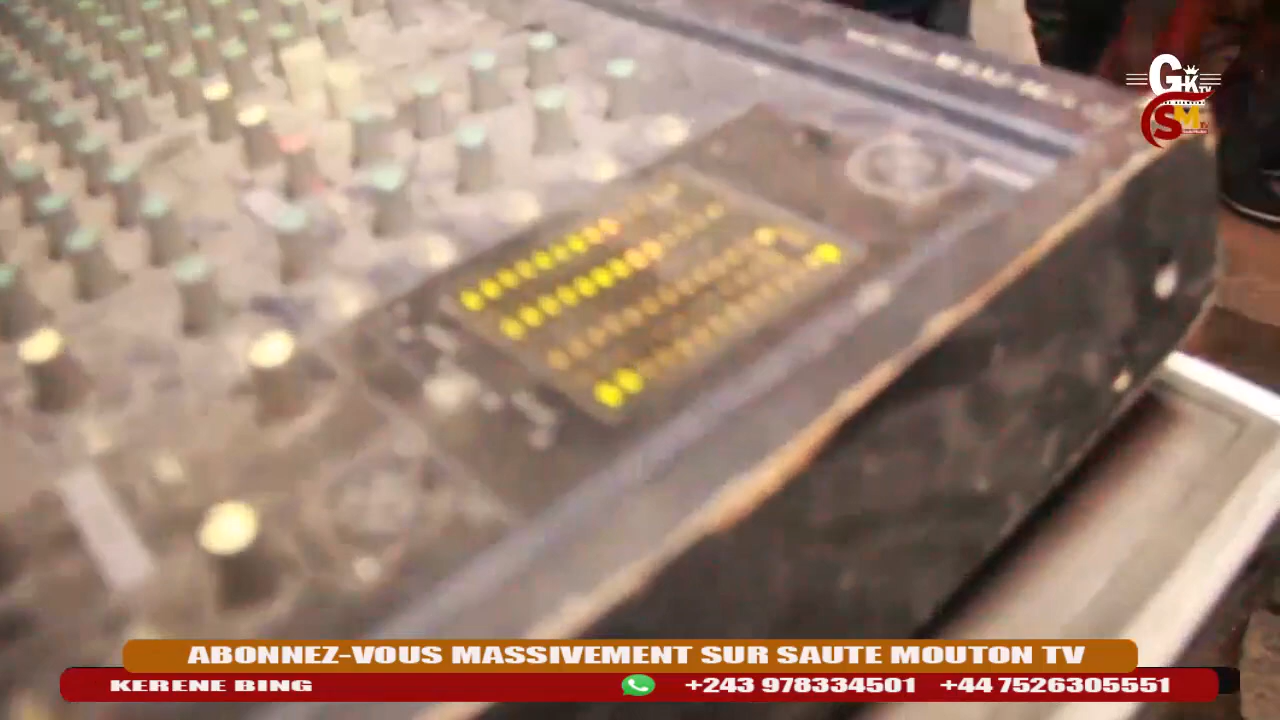 GK TV
SM
ABONNEZ-VOUS MASSIVEMENT SUR SAUTE MOUTON TV
KERENE BING
+243 978334501 +44 7526305551